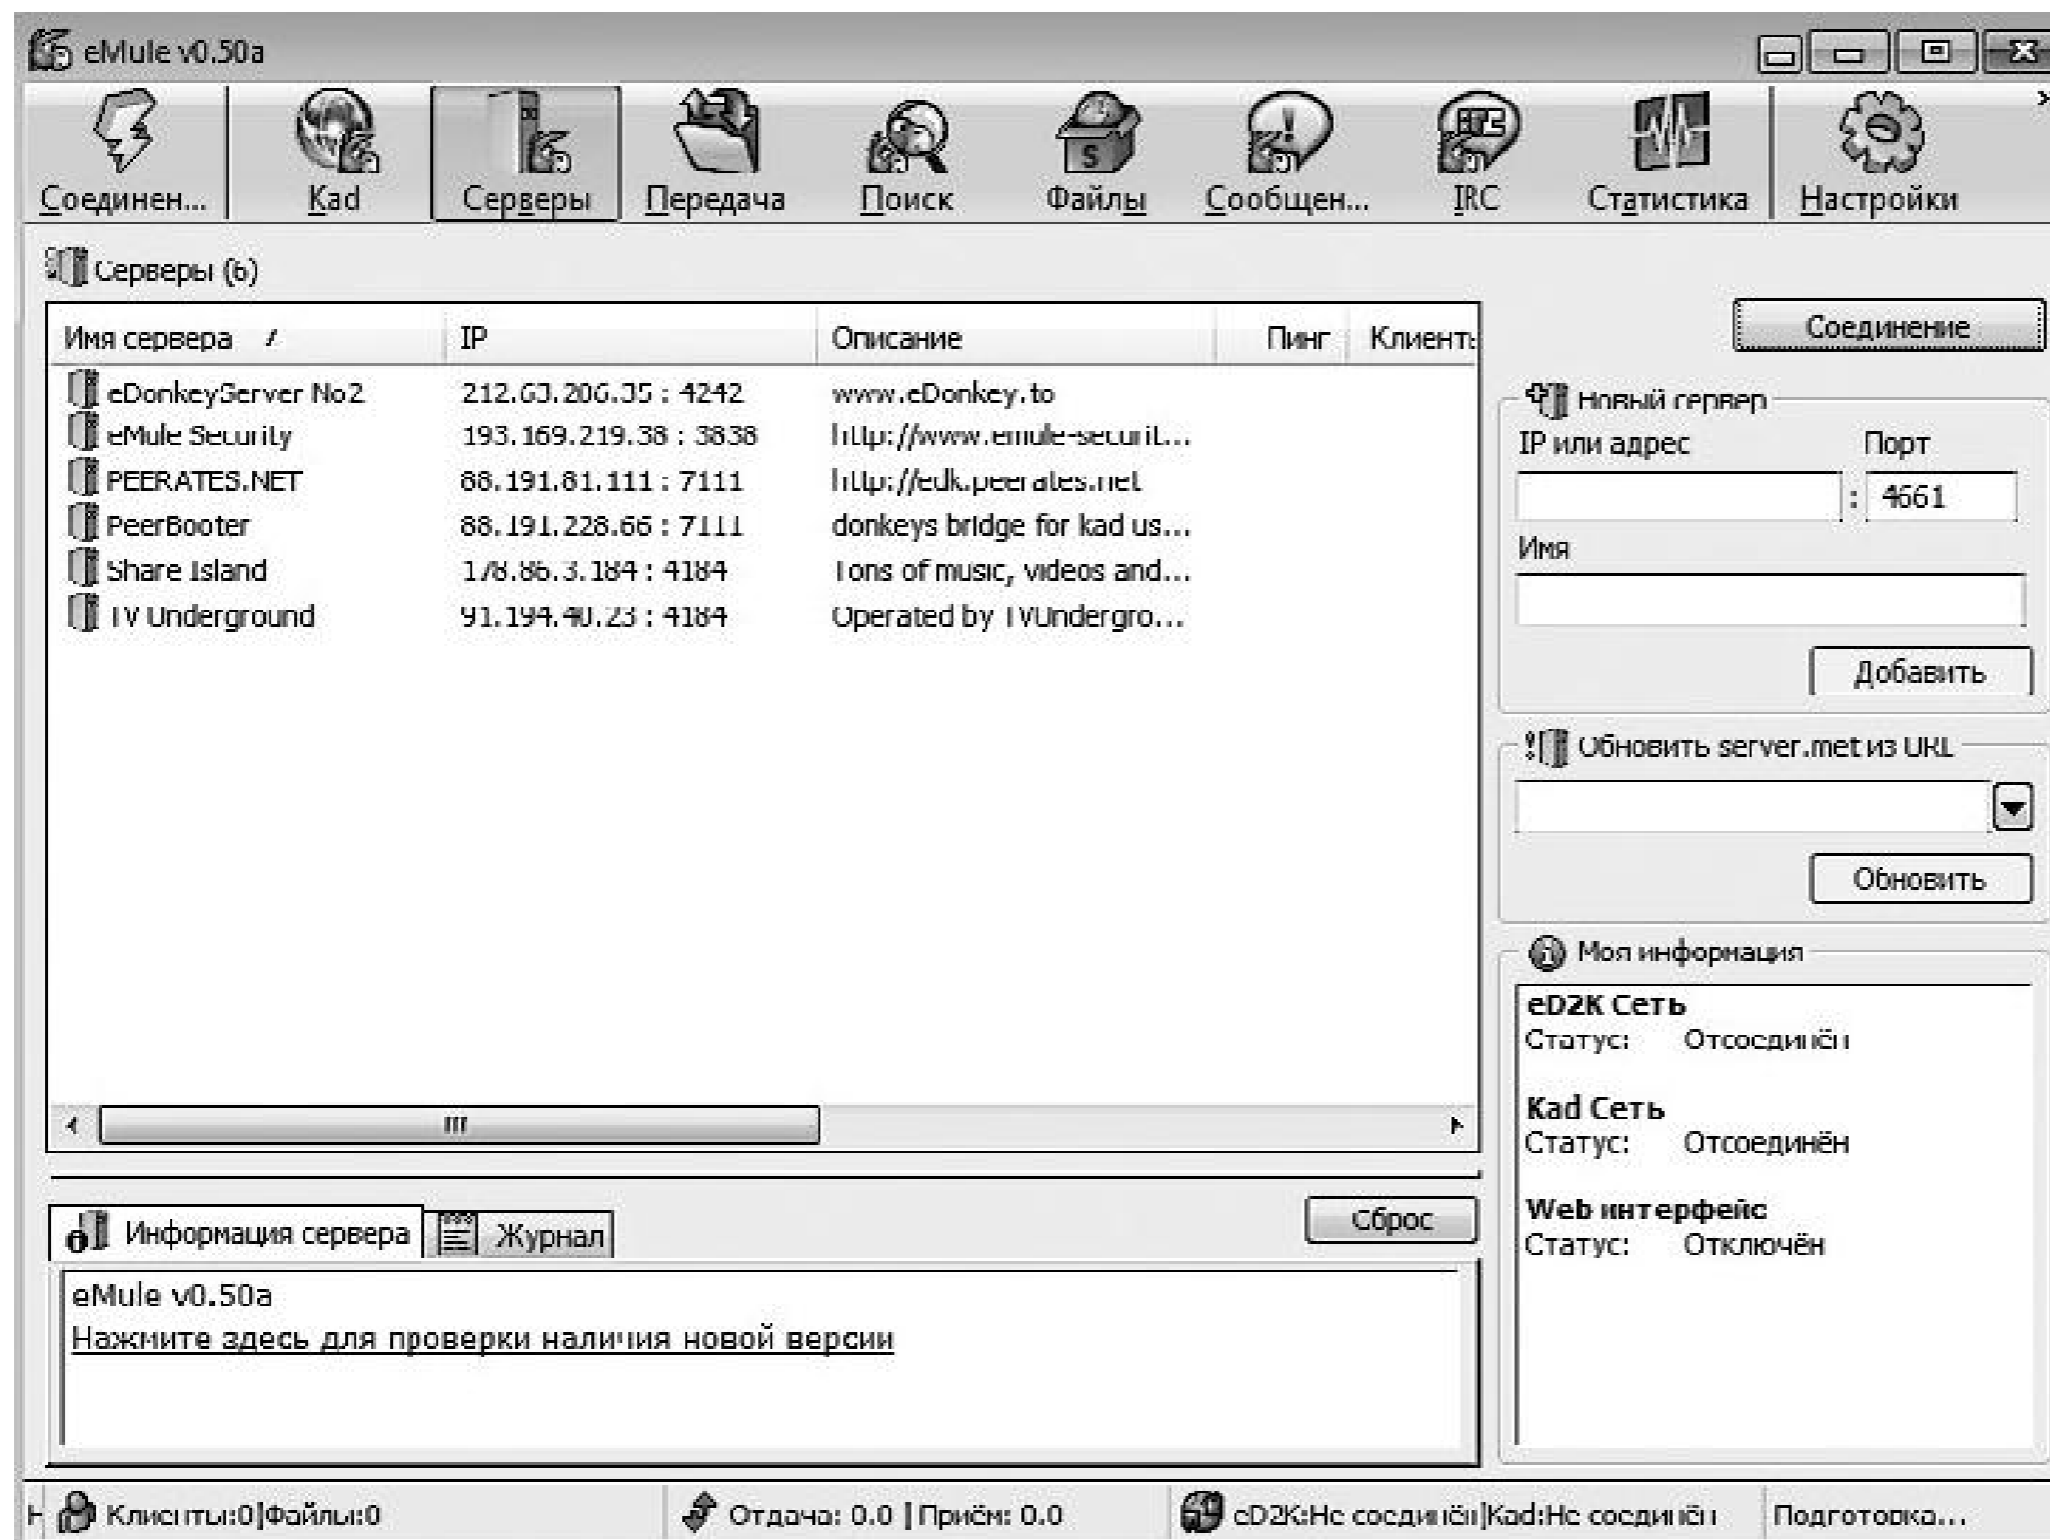 eMule v0.50a
Соединен... Kad Серверы Передача Поиск Файлы Сообщен... IRC Статистика Настройки
Серверы (6)
Соединение
Имя сервера IP Описание Пинг Клиенты
eDonkeyServer No2 212.63.206.35 : 4242 www.eDonkey.to
eMule Security 193.169.219.38 : 3838 http://www.emule-securit...
PEERATES.NET 88.191.81.111 : 7111 http://edk.peerates.net
PeerBooter 88.191.228.66 : 7111 donkeys bridge for kad us...
Share Island 178.86.3.184 : 4184 Tons of music, videos and...
TV Underground 91.194.40.23 : 4184 Operated by TVUndergro...
Новый сервер
IP или адрес Порт
: 4661
Имя
Добавить
Обновить server.met из URL
Обновить
Моя информация
eD2K Сеть
Статус: Отсоединён
Kad Сеть
Статус: Отсоединён
Web интерфейс
Статус: Отключён
Информация сервера Журнал Сброс
eMule v0.50a
Нажмите здесь для проверки наличия новой версии
Клиенты:0|Файлы:0 Отдача: 0.0 | Приём: 0.0 eD2K:Не соединён|Kad:Не соединён Подготовка...